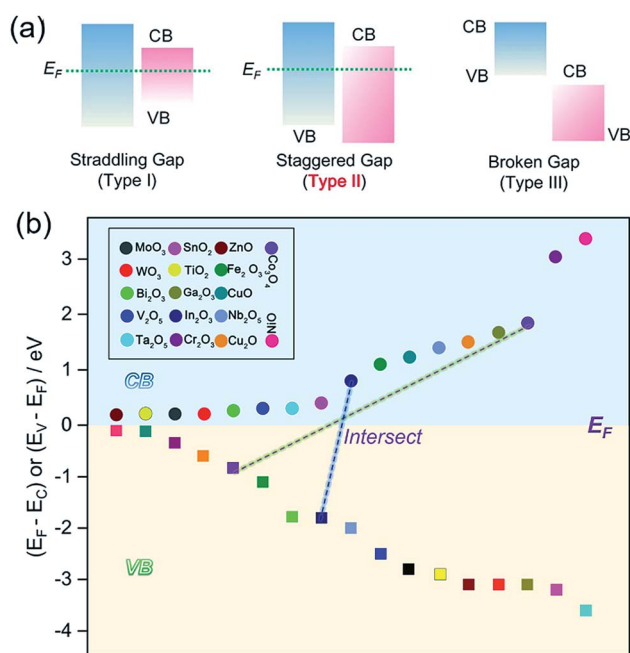 (a)
CB
E_F
VB
Straddling Gap
(Type I)
CB
E_F
VB
Staggered Gap
(Type II)
CB
VB
CB
VB
Broken Gap
(Type III)
(b)
3
2
1
0
-1
-2
-3
-4
(E_F - E_C) or (E_V - E_F) / eV
MoO₃ SnO₂ ZnO
WO₃ TiO₂ Fe₂O₃
Bi₂O₃ Ga₂O₃ CuO
V₂O₅ In₂O₃ Nb₂O₅
Ta₂O₅ Cr₂O₃ Cu₂O
Co₃O₄
NiO
CB
Intersect
E_F
VB